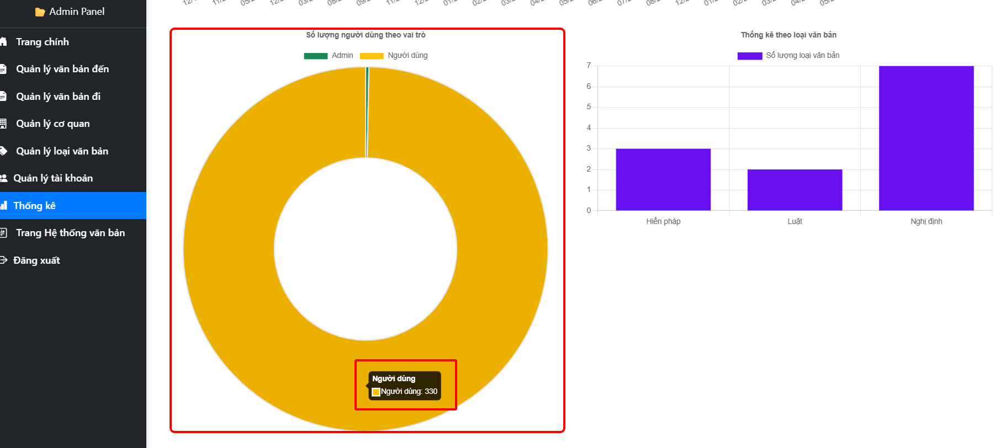 Admin Panel
Trang chính
Quản lý văn bản đến
Quản lý văn bản đi
Quản lý cơ quan
Quản lý loại văn bản
Quản lý tài khoản
Thống kê
Trang Hệ thống văn bản
Đăng xuất
Số lượng người dùng theo vai trò
Admin Người dùng
Người dùng
Người dùng: 330
Thống kê theo loại văn bản
Số lượng loại văn bản
7
6
5
4
3
2
1
0
Hiến pháp Luật Nghị định